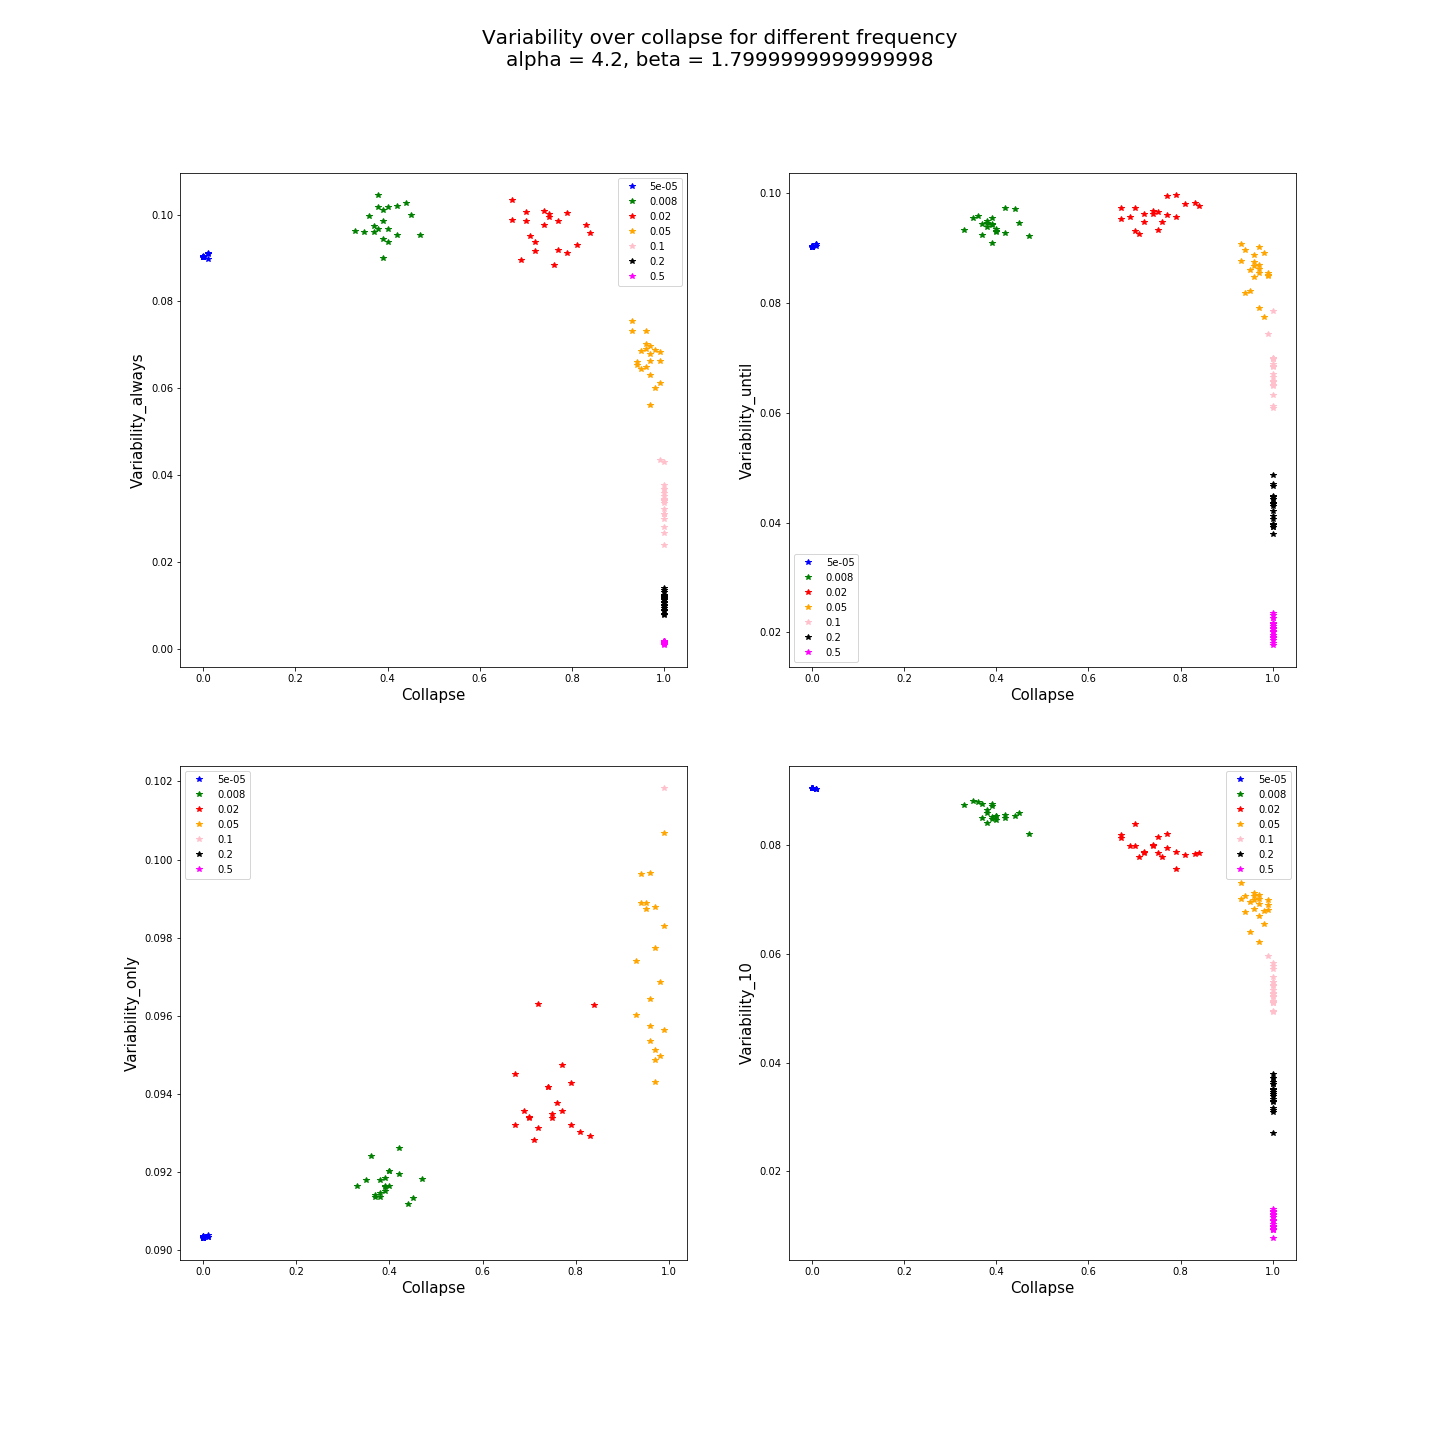 Variability over collapse for different frequency
alpha = 4.2, beta = 1.7999999999999998
Variability_always
0.10
0.08
0.06
0.04
0.02
0.00
0.0 0.2 0.4 0.6 0.8 1.0
Collapse
5e-05
0.008
0.02
0.05
0.1
0.2
0.5
Variability_until
0.10
0.08
0.06
0.04
0.02
0.0 0.2 0.4 0.6 0.8 1.0
Collapse
5e-05
0.008
0.02
0.05
0.1
0.2
0.5
Variability_only
0.102
0.100
0.098
0.096
0.094
0.092
0.090
0.0 0.2 0.4 0.6 0.8 1.0
Collapse
5e-05
0.008
0.02
0.05
0.1
0.2
0.5
Variability_10
0.08
0.06
0.04
0.02
0.0 0.2 0.4 0.6 0.8 1.0
Collapse
5e-05
0.008
0.02
0.05
0.1
0.2
0.5